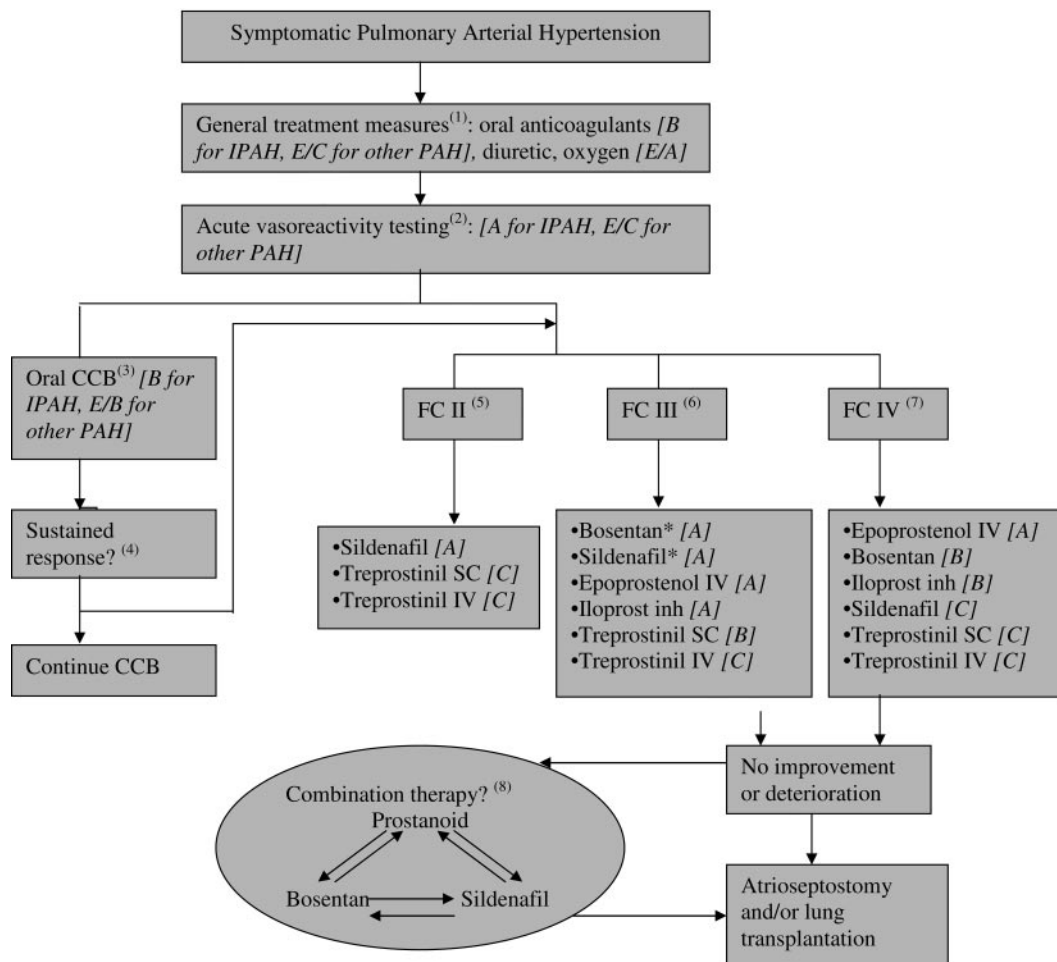 Symptomatic Pulmonary Arterial Hypertension
General treatment measures(1): oral anticoagulants [B
for IPAH, E/C for other PAH], diuretic, oxygen [E/A]
Acute vasoreactivity testing(2): [A for IPAH, E/C for
other PAH]
Oral CCB(3) [B for
IPAH, E/B for
other PAH]
Sustained
response? (4)
Continue CCB
FC II (5)
FC III (6)
FC IV (7)
•Sildenafil [A]
•Treprostinil SC [C]
•Treprostinil IV [C]
•Bosentan* [A]
•Sildenafil* [A]
•Epoprostenol IV [A]
•Iloprost inh [A]
•Treprostinil SC [B]
•Treprostinil IV [C]
•Epoprostenol IV [A]
•Bosentan [B]
•Iloprost inh [B]
•Sildenafil [C]
•Treprostinil SC [C]
•Treprostinil IV [C]
No improvement
or deterioration
Combination therapy? (8)
Prostanoid
Bosentan
Sildenafil
Atrioseptostomy
and/or lung
transplantation